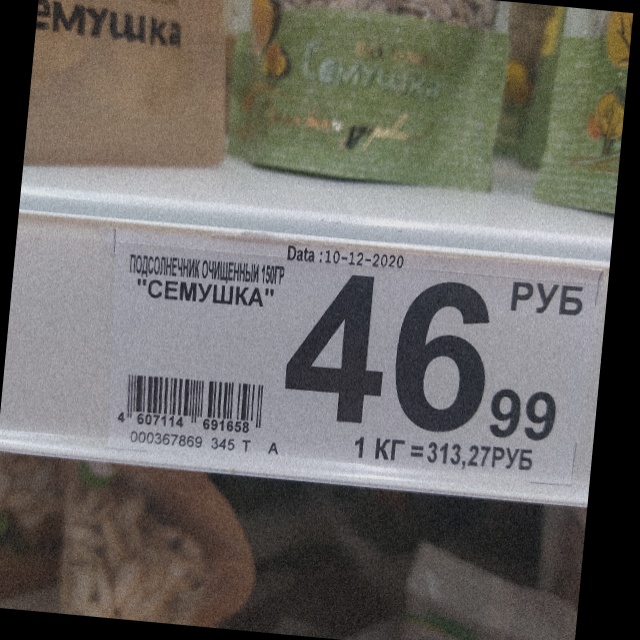 емушка
Семушка
Data :10-12-2020
ПОДСОЛНЕЧНИК ОЧИЩЕННЫЙ 150ГР
"СЕМУШКА"
46 99
РУБ
4 607114 691658
000367869 345 T A
1 КГ =313,27РУБ